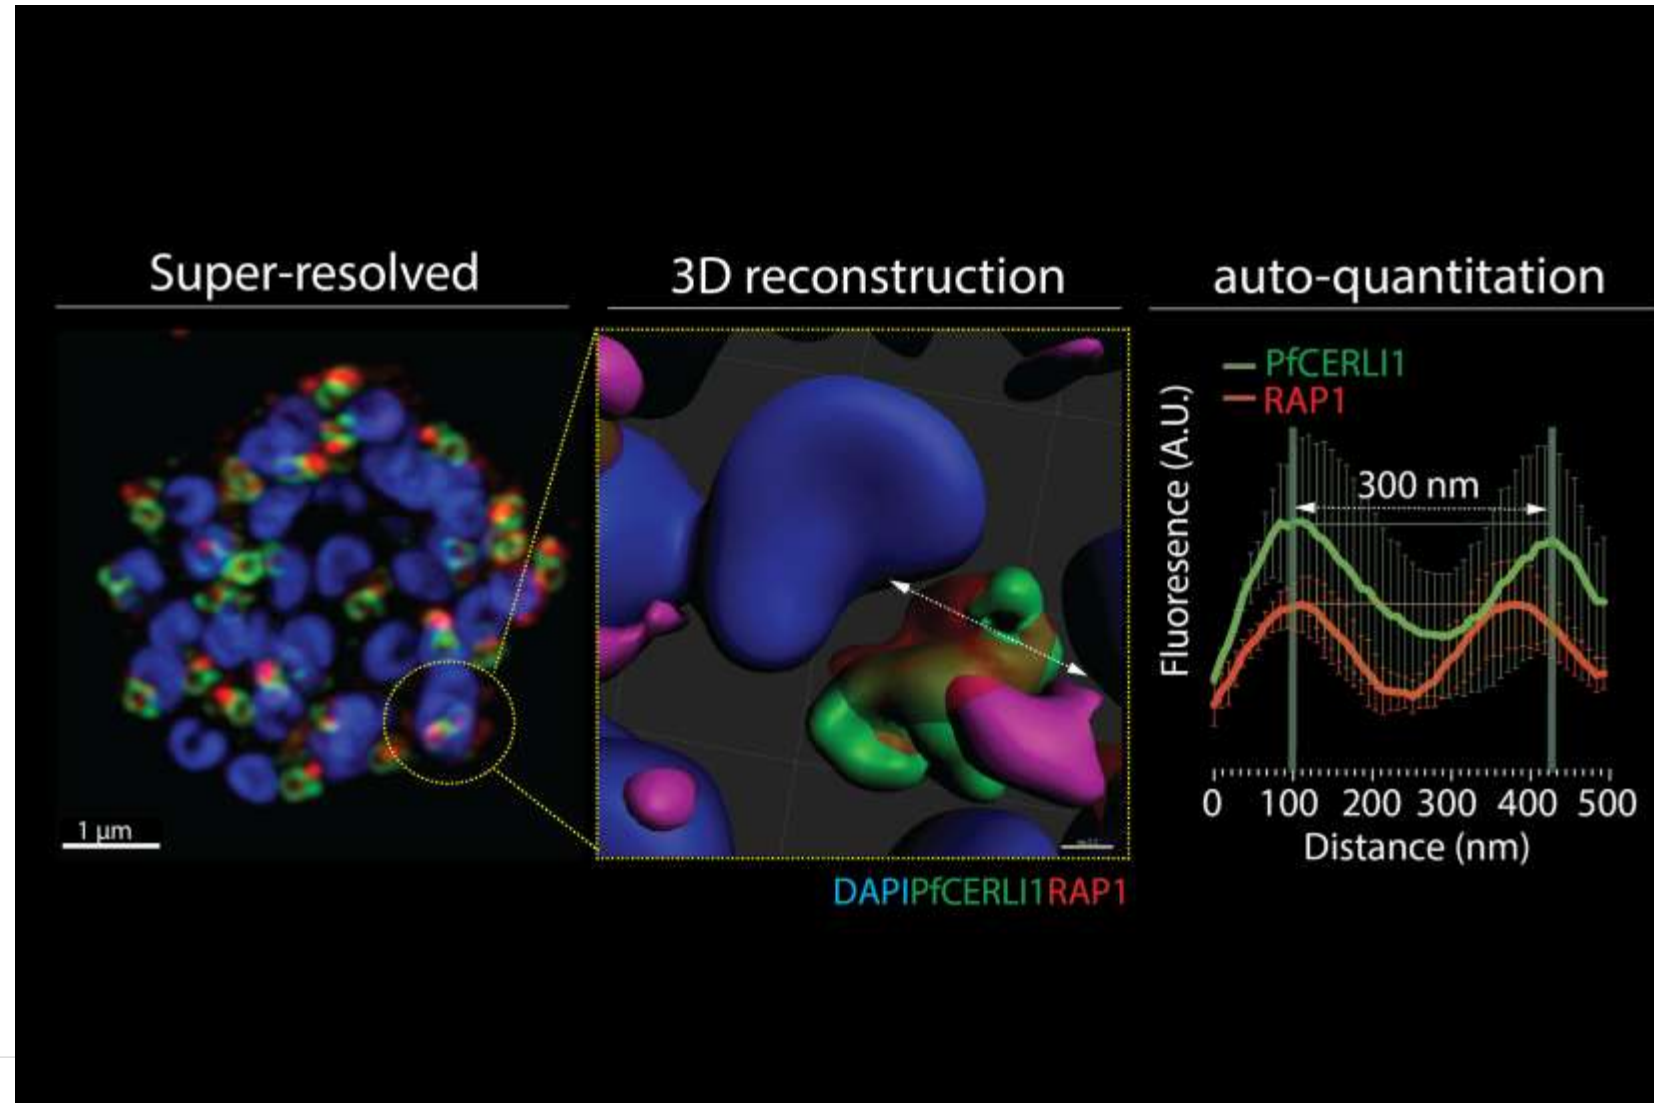 Super-resolved
3D reconstruction
auto-quantitation
PfCERLI1
RAP1
Fluoresence (A.U.)
300 nm
0 100 200 300 400 500
Distance (nm)
1 µm
DAPIPfCERLI1RAP1